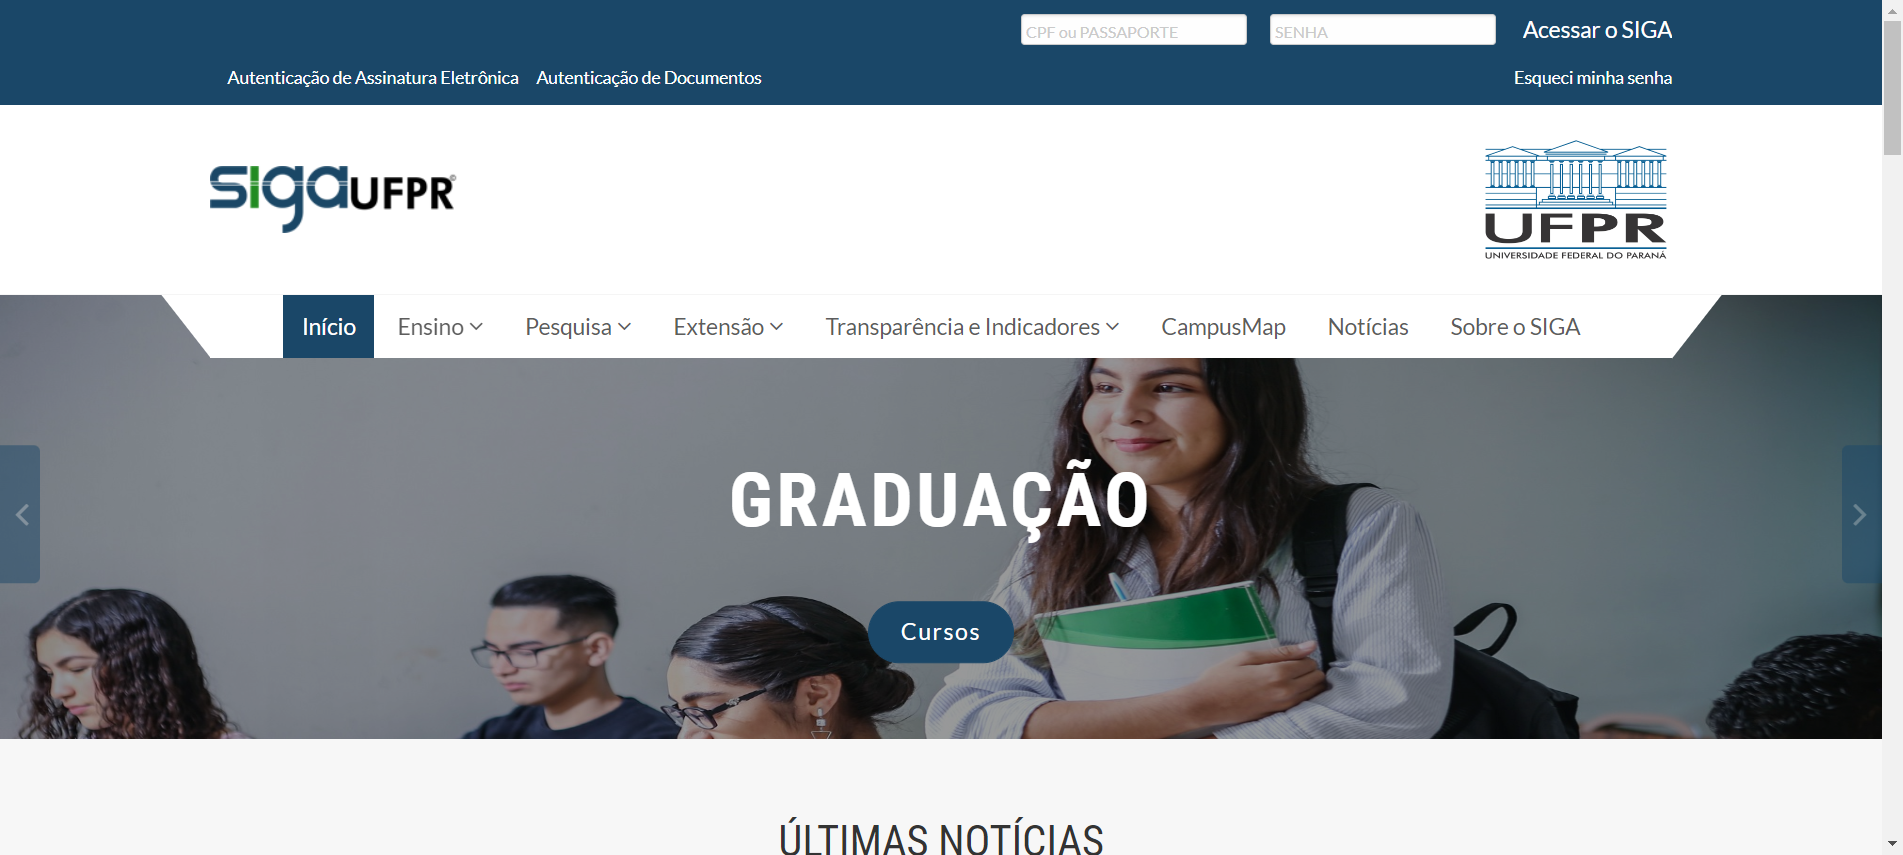 CPF ou PASSAPORTE SENHA Acessar o SIGA
Autenticação de Assinatura Eletrônica Autenticação de Documentos Esqueci minha senha
sigaUFPR©
UFPR
UNIVERSIDADE FEDERAL DO PARANÁ
Início Ensino Pesquisa Extensão Transparência e Indicadores CampusMap Notícias Sobre o SIGA
GRADUAÇÃO
Cursos
ÚLTIMAS NOTÍCIAS